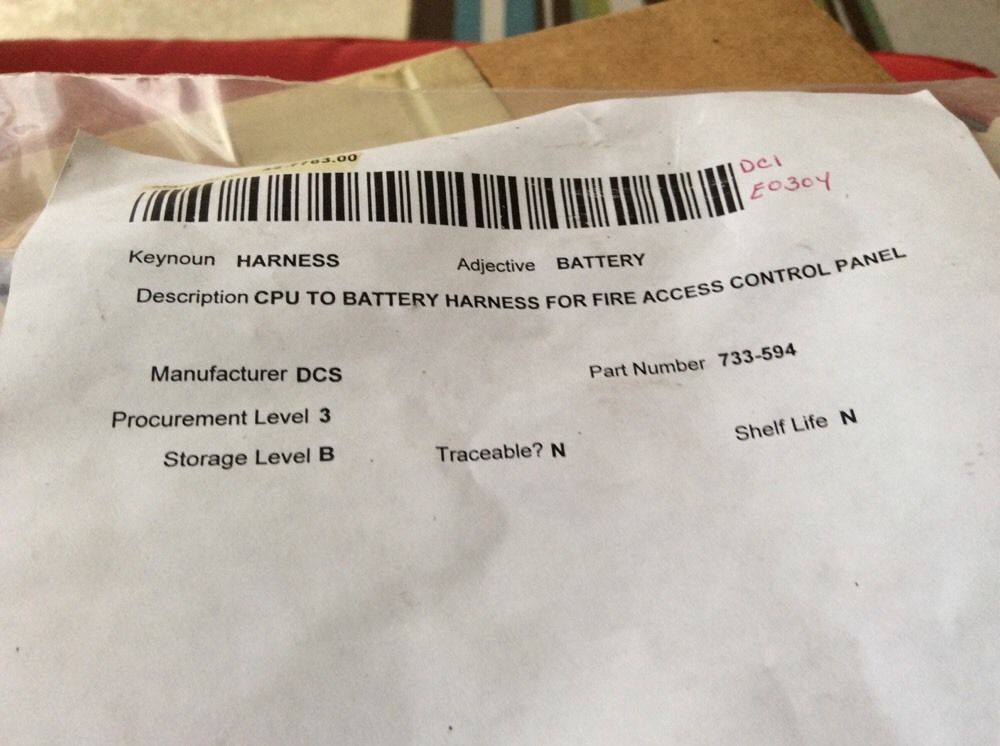 DCI
E0304
Keynoun HARNESS Adjective BATTERY
Description CPU TO BATTERY HARNESS FOR FIRE ACCESS CONTROL PANEL
Manufacturer DCS Part Number 733-594
Procurement Level 3
Storage Level B Traceable? N Shelf Life N